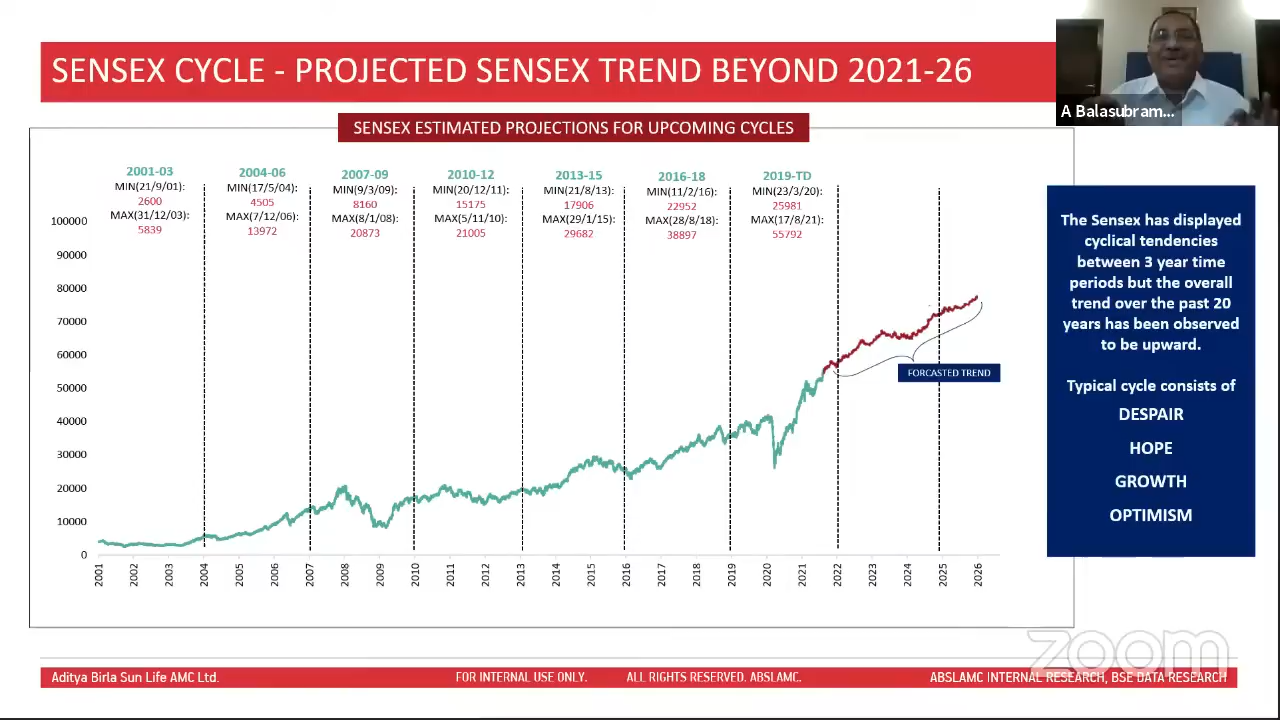 SENSEX CYCLE - PROJECTED SENSEX TREND BEYOND 2021-26
A Balasubram...
SENSEX ESTIMATED PROJECTIONS FOR UPCOMING CYCLES
2001-03
MIN(21/9/01):
2600
MAX(31/12/03):
5839
2004-06
MIN(17/5/04):
4505
MAX(7/12/06):
13972
2007-09
MIN(9/3/09):
8160
MAX(8/1/08):
20873
2010-12
MIN(20/12/11):
15175
MAX(5/11/10):
21005
2013-15
MIN(21/8/13):
17906
MAX(29/1/15):
29682
2016-18
MIN(11/2/16):
22952
MAX(28/8/18):
38897
2019-TD
MIN(23/3/20):
25981
MAX(17/8/21):
55792
100000
90000
80000
70000
60000
50000
40000
30000
20000
10000
0
FORCASTED TREND
2001
2002
2003
2004
2005
2006
2007
2008
2009
2010
2011
2012
2013
2014
2015
2016
2017
2018
2019
2020
2021
2022
2023
2024
2025
2026
The Sensex has displayed
cyclical tendencies
between 3 year time
periods but the overall
trend over the past 20
years has been observed
to be upward.
Typical cycle consists of
DESPAIR
HOPE
GROWTH
OPTIMISM
zoom
Aditya Birla Sun Life AMC Ltd.
FOR INTERNAL USE ONLY.
ALL RIGHTS RESERVED. ABSLAMC.
ABSLAMC INTERNAL RESEARCH, BSE DATA RESEARCH